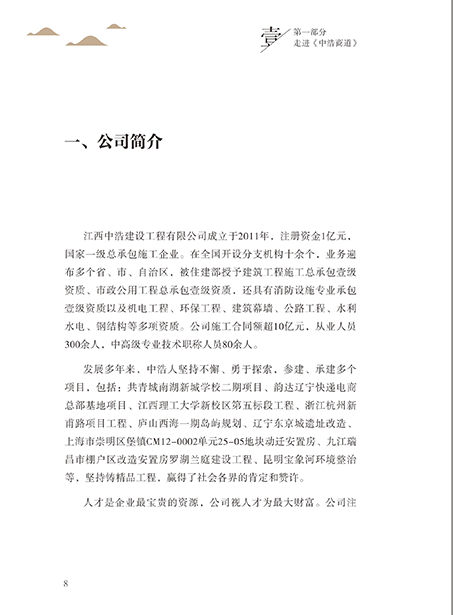 壹
第一部分
走进《中浩商道》
一、公司简介
江西中浩建设工程有限公司成立于2011年，注册资金1亿元，
国家一级总承包施工企业。在全国开设分支机构十余个，业务遍
布多个省、市、自治区，被住建部授予建筑工程施工总承包壹级
资质、市政公用工程总承包壹级资质，还具有消防设施专业承包
壹级资质以及机电工程、环保工程、建筑幕墙、公路工程、水利
水电、钢结构等多项资质。公司施工合同额超10亿元，从业人员
300余人，中高级专业技术职称人员80余人。
发展多年来，中浩人坚持不懈、勇于探索，参建、承建多个
项目，包括：共青城南湖新城学校二期项目、韵达辽宁快递电商
总部基地项目、江西理工大学新校区第五标段工程、浙江杭州新
甫路项目工程、庐山西海一期岛屿规划、辽宁东京城遗址改造、
上海市崇明区堡镇CM12-0002单元25-05地块动迁安置房、九江瑞
昌市棚户区改造安置房罗湖兰庭建设工程、昆明宝象河环境整治
等，坚持铸精品工程，赢得了社会各界的肯定和赞许。
人才是企业最宝贵的资源，公司视人才为最大财富。公司注
8